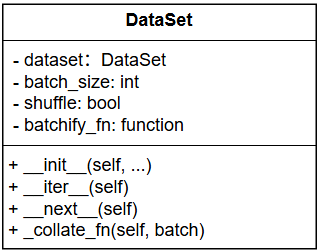 DataSet
- dataset：DataSet
- batch_size: int
- shuffle: bool
- batchify_fn: function
+ __init__(self, ...)
+ __iter__(self)
+ __next__(self)
+ _collate_fn(self, batch)